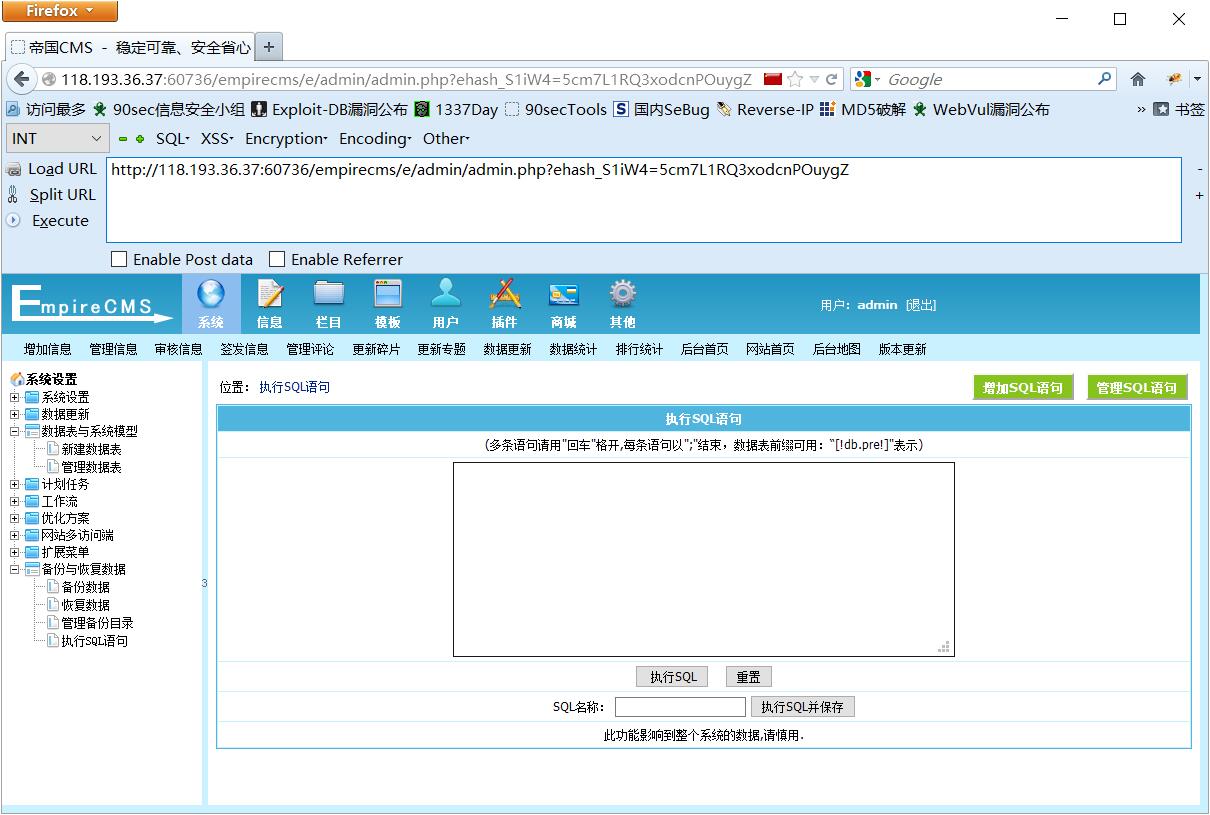 Firefox
帝国CMS - 稳定可靠、安全省心
118.193.36.37:60736/empirecms/e/admin/admin.php?ehash_S1iW4=5cm7L1RQ3xodcnPOuygZ Google
访问最多 90sec信息安全小组 Exploit-DB漏洞公布 1337Day 90secTools 国内SeBug Reverse-IP MD5破解 WebVul漏洞公布 » 书签
INT SQL XSS Encryption Encoding Other
Load URL http://118.193.36.37:60736/empirecms/e/admin/admin.php?ehash_S1iW4=5cm7L1RQ3xodcnPOuygZ
Split URL
Execute
Enable Post data Enable Referrer
EmpireCMS 系统 信息 栏目 模板 用户 插件 商城 其他 用户：admin [退出]
增加信息 管理信息 审核信息 签发信息 管理评论 更新碎片 更新专题 数据更新 数据统计 排行统计 后台首页 网站首页 后台地图 版本更新
系统设置
系统设置
数据更新
数据表与系统模型
新建数据表
管理数据表
计划任务
工作流
优化方案
网站多访问端
扩展菜单
备份与恢复数据
备份数据
恢复数据
管理备份目录
执行SQL语句
3
位置：执行SQL语句 增加SQL语句 管理SQL语句
执行SQL语句
(多条语句请用"回车"格开,每条语句以";"结束，数据表前缀可用：“[!db.pre!]"表示)
执行SQL 重置
SQL名称： 执行SQL并保存
此功能影响到整个系统的数据,请慎用.